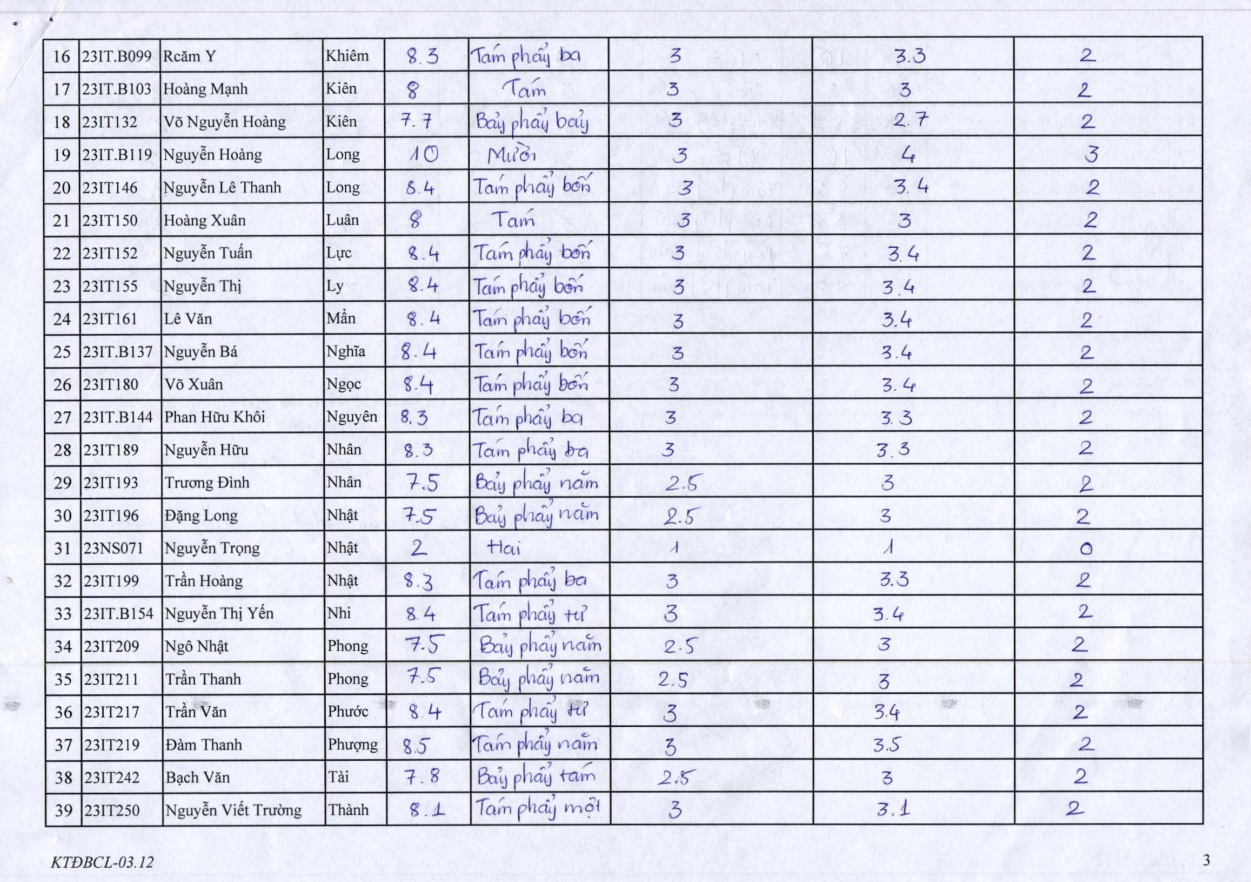 16 23IT.B099 Rcăm Y Khiêm 8.3 Tám phẩy ba 3 3.3 2
17 23IT.B103 Hoàng Mạnh Kiên 8 Tám 3 3 2
18 23IT132 Võ Nguyễn Hoàng Kiên 7.7 Bảy phẩy bảy 3 2.7 2
19 23IT.B119 Nguyễn Hoàng Long 10 Mười 3 4 3
20 23IT146 Nguyễn Lê Thanh Long 8.4 Tám phẩy bốn 3 3.4 2
21 23IT150 Hoàng Xuân Luân 8 Tám 3 3 2
22 23IT152 Nguyễn Tuấn Lực 8.4 Tám phẩy bốn 3 3.4 2
23 23IT155 Nguyễn Thị Ly 8.4 Tám phẩy bốn 3 3.4 2
24 23IT161 Lê Văn Mẩn 8.4 Tám phẩy bốn 3 3.4 2
25 23IT.B137 Nguyễn Bá Nghĩa 8.4 Tám phẩy bốn 3 3.4 2
26 23IT180 Võ Xuân Ngọc 8.4 Tám phẩy bốn 3 3.4 2
27 23IT.B144 Phan Hữu Khôi Nguyên 8.3 Tám phẩy ba 3 3.3 2
28 23IT189 Nguyễn Hữu Nhân 8.3 Tám phẩy ba 3 3.3 2
29 23IT193 Trương Đình Nhân 7.5 Bảy phẩy năm 2.5 3 2
30 23IT196 Đặng Long Nhật 7.5 Bảy phẩy năm 2.5 3 2
31 23NS071 Nguyễn Trọng Nhật 2 Hai 1 1 0
32 23IT199 Trần Hoàng Nhật 8.3 Tám phẩy ba 3 3.3 2
33 23IT.B154 Nguyễn Thị Yến Nhi 8.4 Tám phẩy tư 3 3.4 2
34 23IT209 Ngô Nhật Phong 7.5 Bảy phẩy năm 2.5 3 2
35 23IT211 Trần Thanh Phong 7.5 Bảy phẩy năm 2.5 3 2
36 23IT217 Trần Văn Phước 8.4 Tám phẩy tư 3 3.4 2
37 23IT219 Đàm Thanh Phượng 8.5 Tám phẩy năm 3 3.5 2
38 23IT242 Bạch Văn Tài 7.8 Bảy phẩy tám 2.5 3 2
39 23IT250 Nguyễn Viết Trường Thành 8.1 Tám phẩy một 3 3.1 2
KTĐBCL-03.12 3